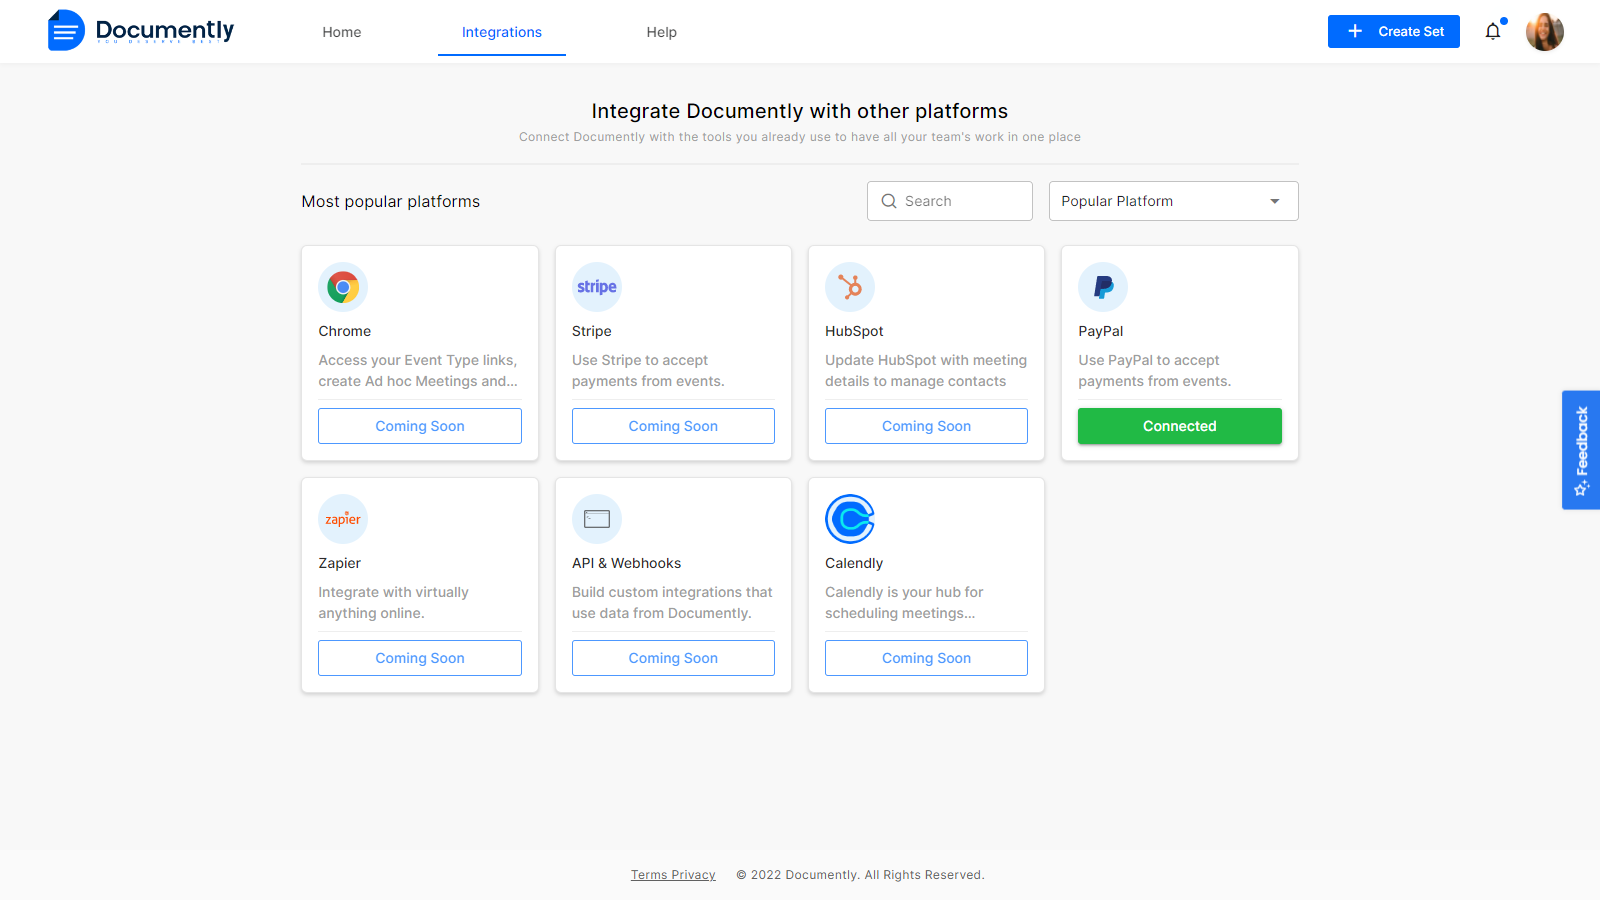 Documently
YOU DESERVE BEST
Home
Integrations
Help
Create Set
Integrate Documently with other platforms
Connect Documently with the tools you already use to have all your team's work in one place
Most popular platforms
Search
Popular Platform
Chrome
Access your Event Type links,
create Ad hoc Meetings and...
Coming Soon
stripe
Stripe
Use Stripe to accept
payments from events.
Coming Soon
HubSpot
Update HubSpot with meeting
details to manage contacts
Coming Soon
PayPal
Use PayPal to accept
payments from events.
Connected
zapier
Zapier
Integrate with virtually
anything online.
Coming Soon
API & Webhooks
Build custom integrations that
use data from Documently.
Coming Soon
Calendly
Calendly is your hub for
scheduling meetings...
Coming Soon
Feedback
Terms Privacy
© 2022 Documently. All Rights Reserved.